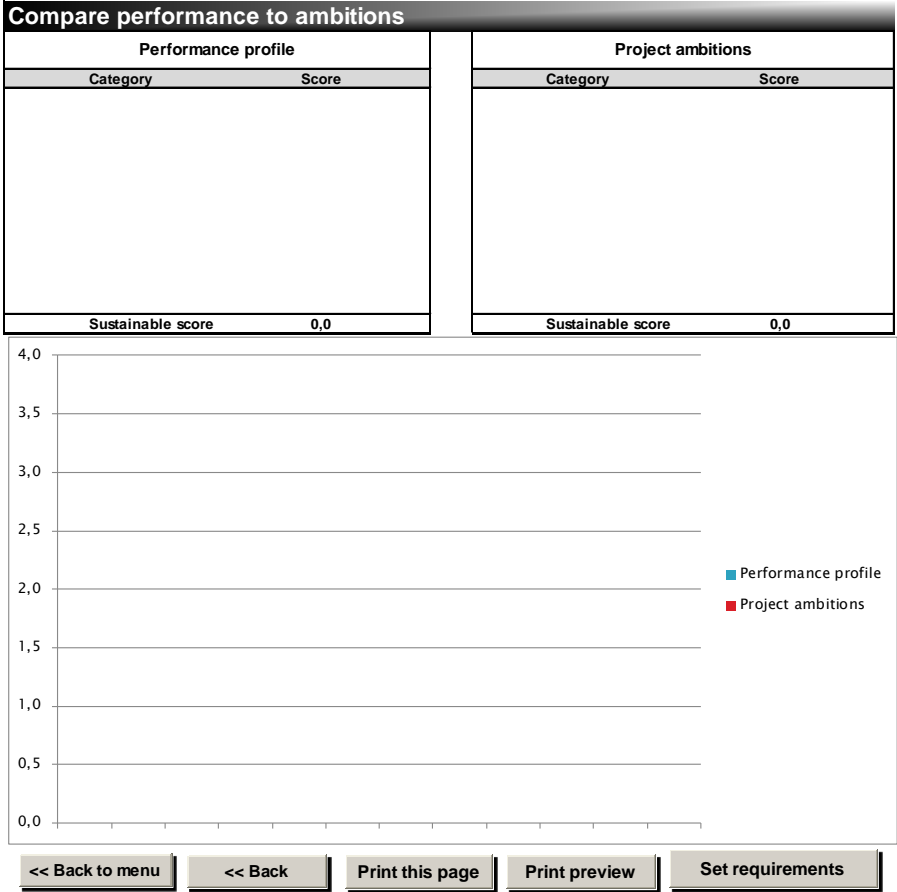 Compare performance to ambitions
Performance profile
Category Score
Sustainable score 0,0
Project ambitions
Category Score
Sustainable score 0,0
4,0
3,5
3,0
2,5
2,0
1,5
1,0
0,5
0,0
Performance profile
Project ambitions
<< Back to menu
<< Back
Print this page
Print preview
Set requirements